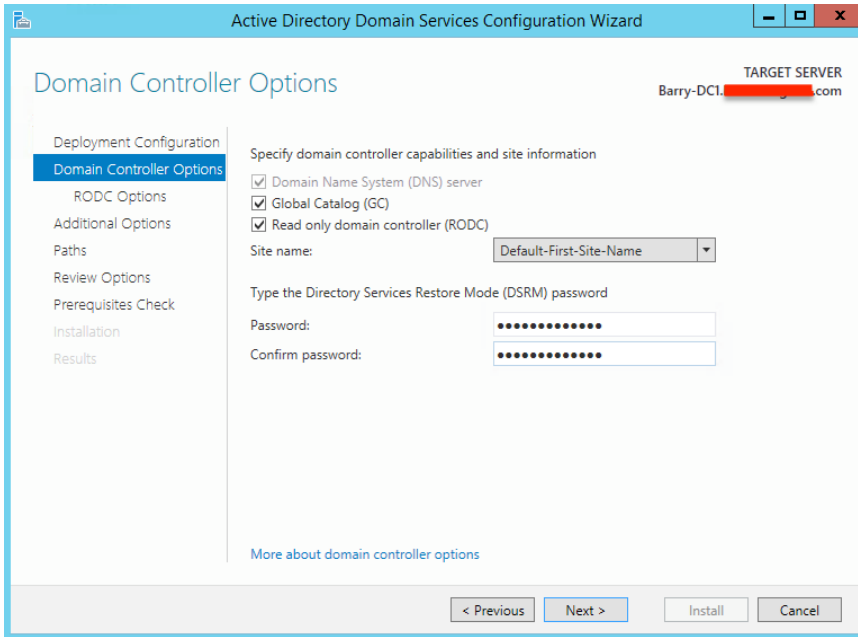 Active Directory Domain Services Configuration Wizard
Domain Controller Options
TARGET SERVER
Barry-DC1. .com
Deployment Configuration
Domain Controller Options
RODC Options
Additional Options
Paths
Review Options
Prerequisites Check
Installation
Results
Specify domain controller capabilities and site information
Domain Name System (DNS) server
Global Catalog (GC)
Read only domain controller (RODC)
Site name: Default-First-Site-Name
Type the Directory Services Restore Mode (DSRM) password
Password: •••••••••••••
Confirm password: •••••••••••••
More about domain controller options
< Previous Next > Install Cancel